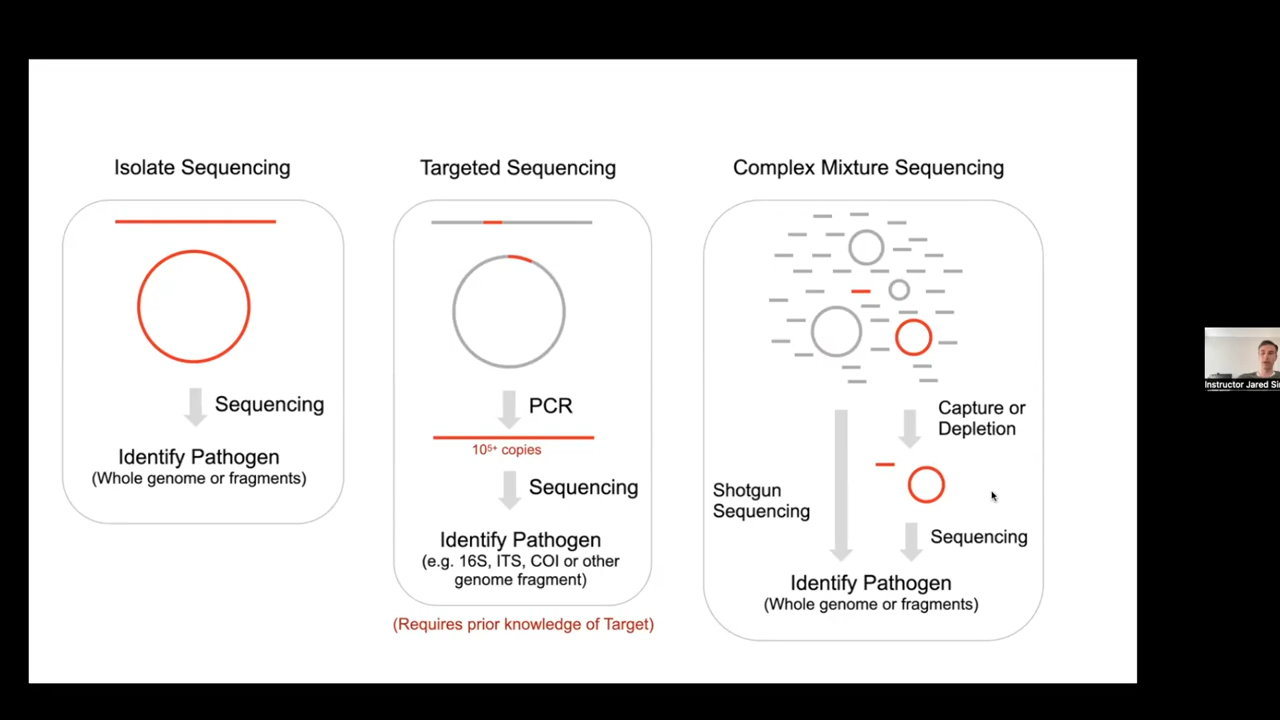 Isolate Sequencing
Sequencing
Identify Pathogen
(Whole genome or fragments)
Targeted Sequencing
PCR
10⁵⁺ copies
Sequencing
Identify Pathogen
(e.g. 16S, ITS, COI or other
genome fragment)
(Requires prior knowledge of Target)
Complex Mixture Sequencing
Capture or
Depletion
Shotgun
Sequencing
Sequencing
Identify Pathogen
(Whole genome or fragments)
Instructor Jared